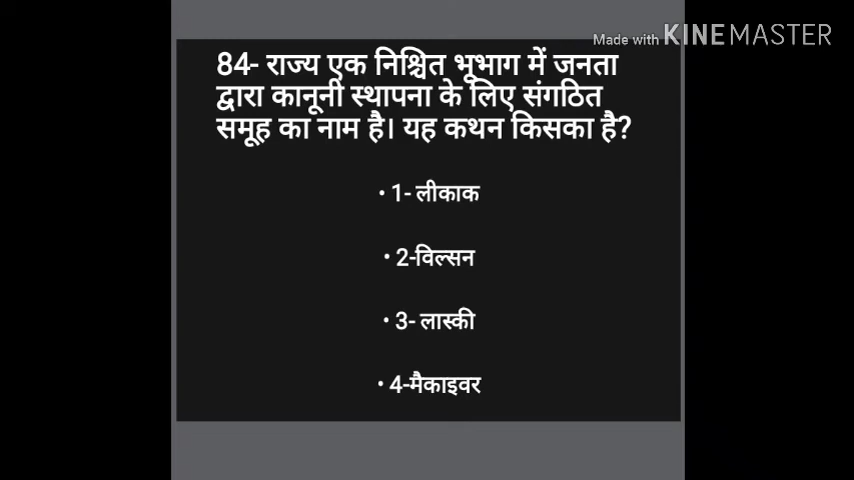 Made with KINEMASTER
84- राज्य एक निश्चित भूभाग में जनता
द्वारा कानूनी स्थापना के लिए संगठित
समूह का नाम है। यह कथन किसका है?
• 1- लीकाक
• 2-विल्सन
• 3- लास्की
• 4-मैकाइवर